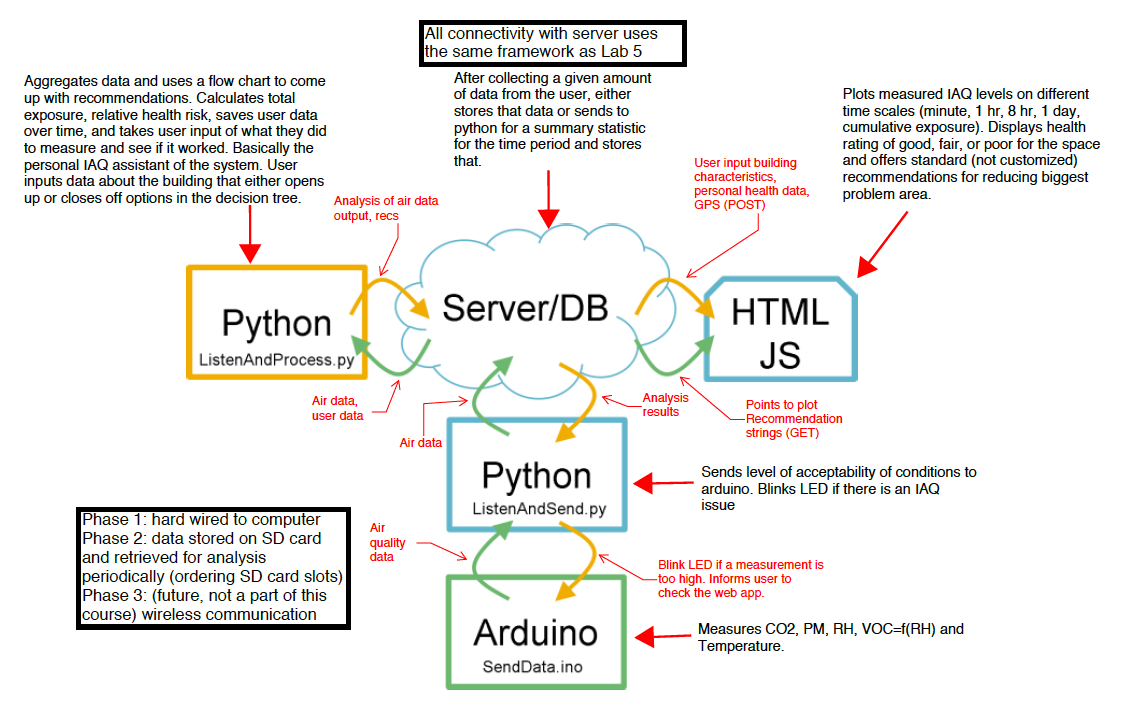 All connectivity with server uses
the same framework as Lab 5
Aggregates data and uses a flow chart to come
up with recommendations. Calculates total
exposure, relative health risk, saves user data
over time, and takes user input of what they did
to measure and see if it worked. Basically the
personal IAQ assistant of the system. User
inputs data about the building that either opens
up or closes off options in the decision tree.
After collecting a given amount
of data from the user, either
stores that data or sends to
python for a summary statistic
for the time period and stores
that.
Plots measured IAQ levels on different
time scales (minute, 1 hr, 8 hr, 1 day,
cumulative exposure). Displays health
rating of good, fair, or poor for the space
and offers standard (not customized)
recommendations for reducing biggest
problem area.
User input building
characteristics,
personal health data,
GPS (POST)
Analysis of air data
output, recs
Python
ListenAndProcess.py
Server/DB
HTML
JS
Air data,
user data
Air data
Analysis
results
Points to plot
Recommendation
strings (GET)
Python
ListenAndSend.py
Sends level of acceptability of conditions to
arduino. Blinks LED if there is an IAQ
issue
Phase 1: hard wired to computer
Phase 2: data stored on SD card
and retrieved for analysis
periodically (ordering SD card slots)
Phase 3: (future, not a part of this
course) wireless communication
Air
quality
data
Blink LED if a measurement is
too high. Informs user to
check the web app.
Arduino
SendData.ino
Measures CO2, PM, RH, VOC=f(RH) and
Temperature.